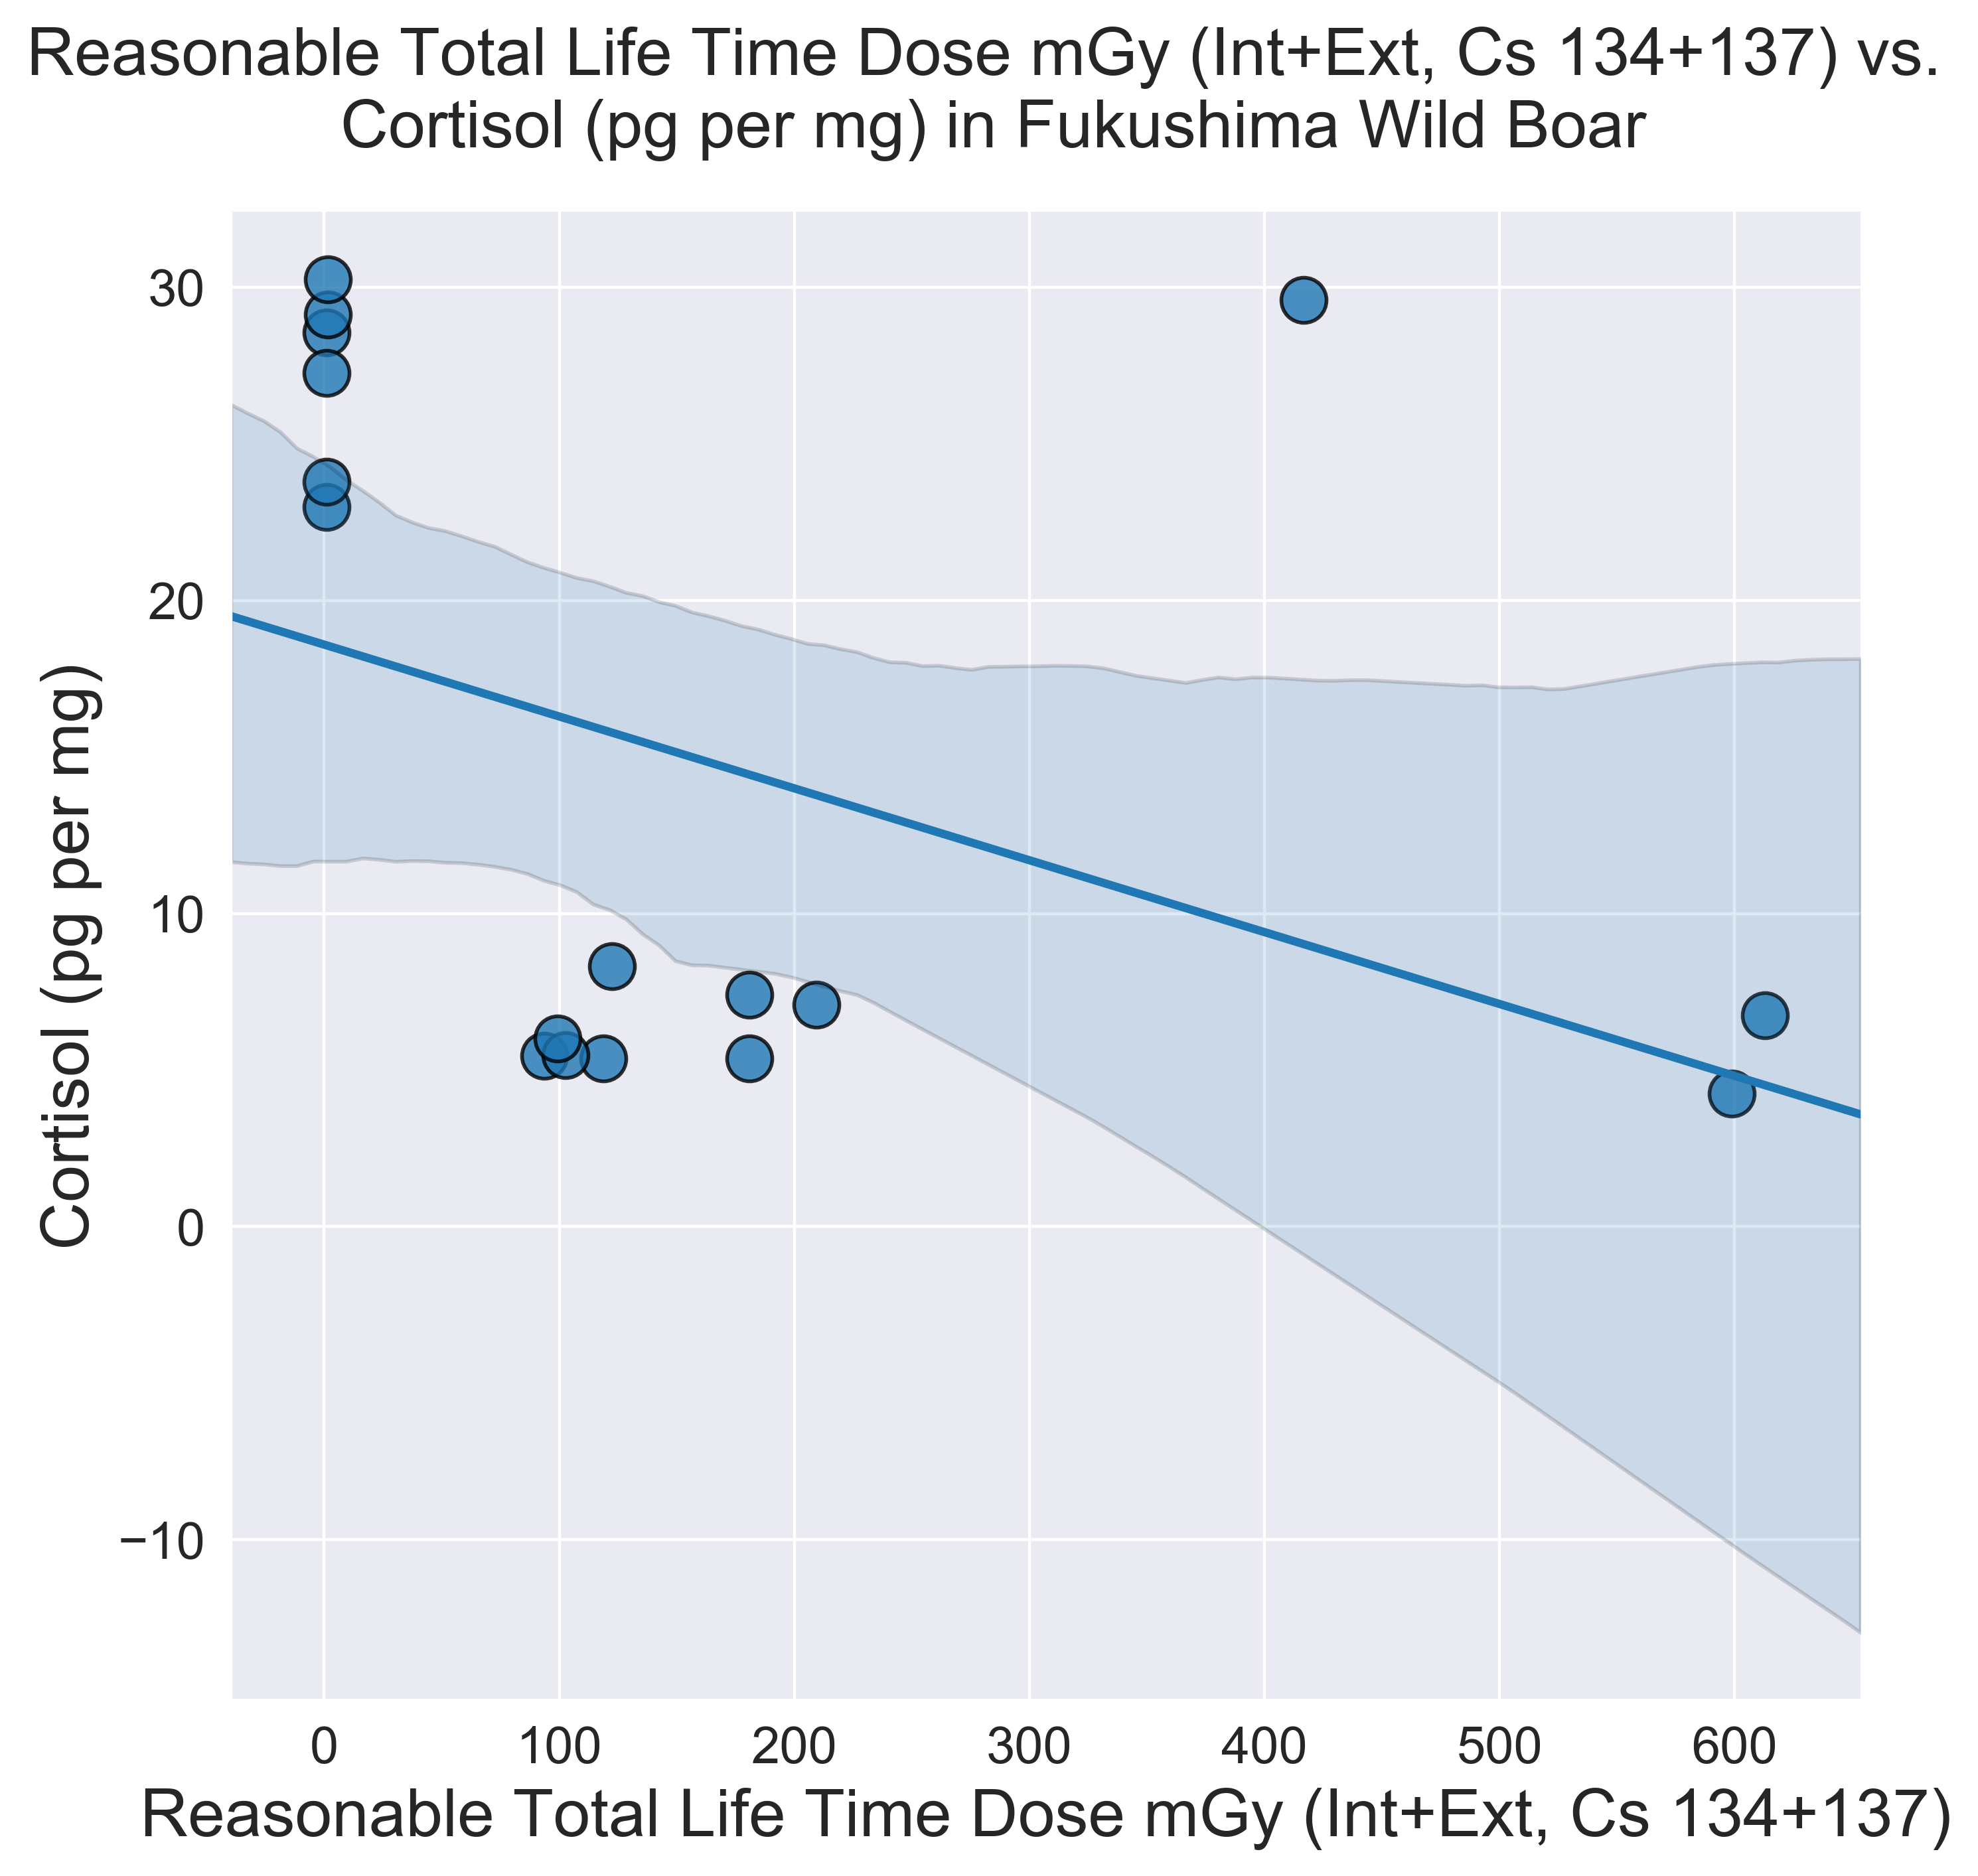 Reasonable Total Life Time Dose mGy (Int+Ext, Cs 134+137) vs.
Cortisol (pg per mg) in Fukushima Wild Boar
30
20
10
0
−10
Cortisol (pg per mg)
0 100 200 300 400 500 600
Reasonable Total Life Time Dose mGy (Int+Ext, Cs 134+137)